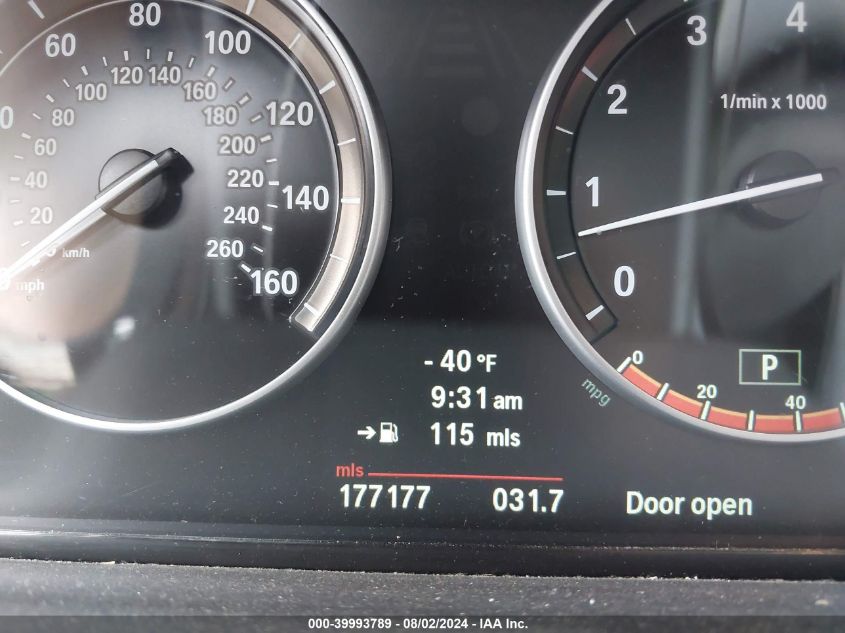 60 80 100 120 140 160
20 40 60 80 100 120 140 160 180 200 220 240 260
km/h
mph
0 1 2 3 4
1/min x 1000
P
0 20 40
mpg
- 40 °F
9:31 am
➔ 115 mls
mls
177177 031.7 Door open
000-39993789 - 08/02/2024 - IAA Inc.